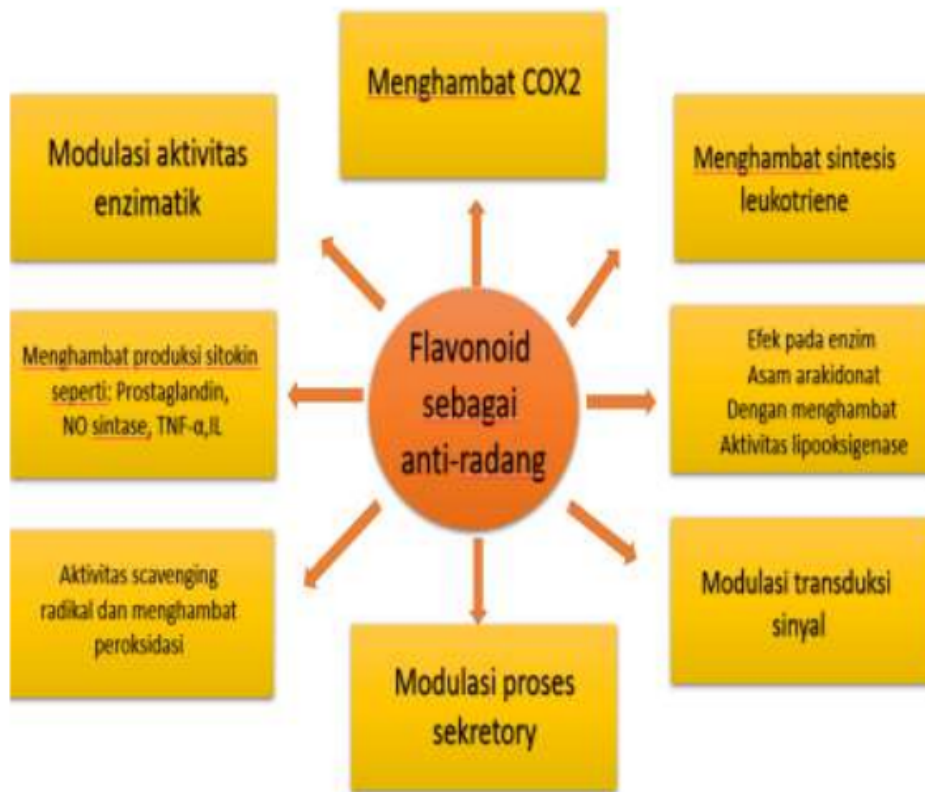 Menghambat COX2
Modulasi aktivitas
enzimatik
Menghambat sintesis
leukotriene
Menghambat produksi sitokin
seperti: Prostaglandin,
NO sintase, TNF-α,IL
Flavonoid
sebagai
anti-radang
Efek pada enzim
Asam arakidonat
Dengan menghambat
Aktivitas lipooksigenase
Aktivitas scavenging
radikal dan menghambat
peroksidasi
Modulasi transduksi
sinyal
Modulasi proses
sekretory